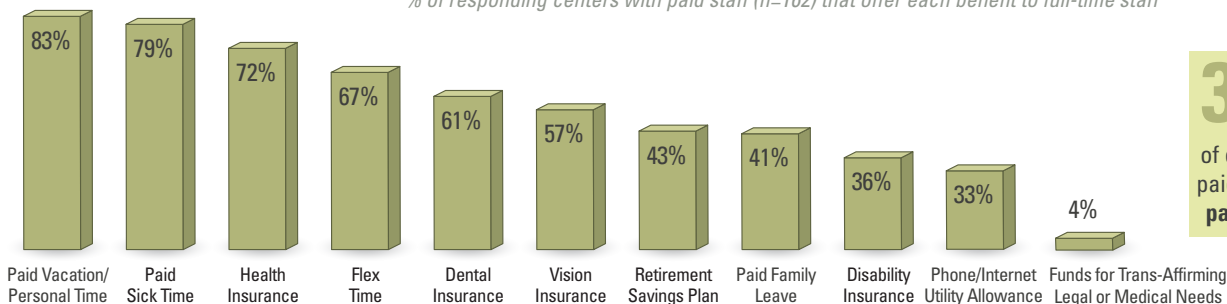 % of responding centers with paid staff (n=162) that offer each benefit to full-time staff
83%
79%
72%
67%
61%
57%
43%
41%
36%
33%
4%
Paid Vacation/
Personal Time
Paid
Sick Time
Health
Insurance
Flex
Time
Dental
Insurance
Vision
Insurance
Retirement
Savings Plan
Paid Family
Leave
Disability
Insurance
Phone/Internet
Utility Allowance
Funds for Trans-Affirming
Legal or Medical Needs
3
of